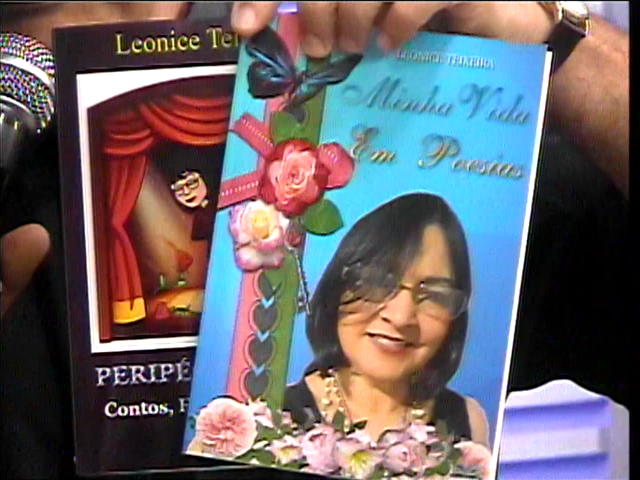 Leonice Te
PERIPÉ
Contos, F
LEONICE TEIXEIRA
Minha Vida
Em Poesias